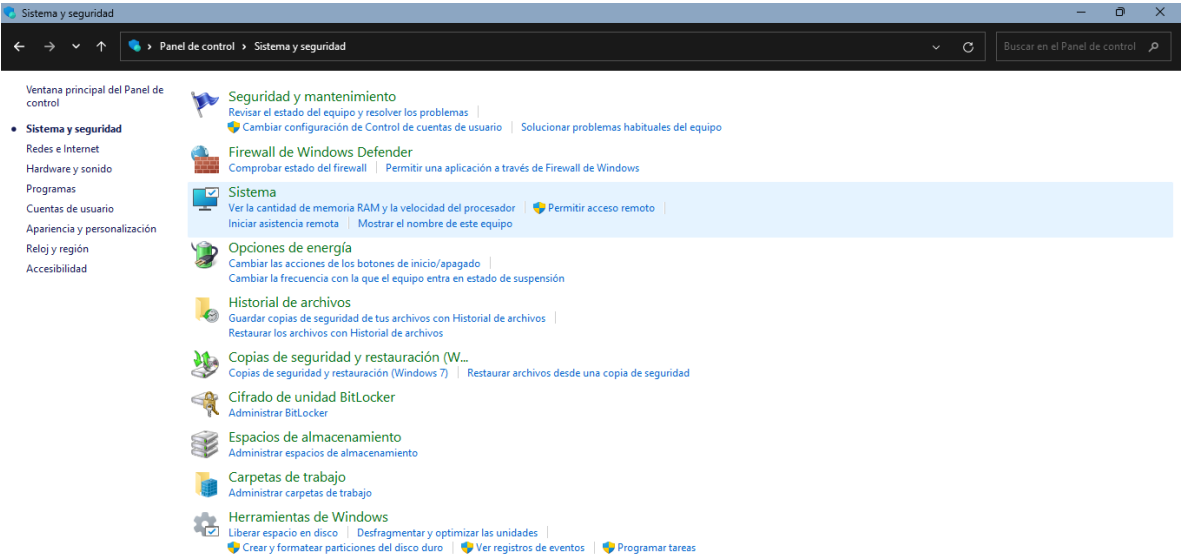 Sistema y seguridad
Panel de control › Sistema y seguridad
Buscar en el Panel de control
Ventana principal del Panel de
control
Sistema y seguridad
Redes e Internet
Hardware y sonido
Programas
Cuentas de usuario
Apariencia y personalización
Reloj y región
Accesibilidad
Seguridad y mantenimiento
Revisar el estado del equipo y resolver los problemas
Cambiar configuración de Control de cuentas de usuario | Solucionar problemas habituales del equipo
Firewall de Windows Defender
Comprobar estado del firewall | Permitir una aplicación a través de Firewall de Windows
Sistema
Ver la cantidad de memoria RAM y la velocidad del procesador | Permitir acceso remoto
Iniciar asistencia remota | Mostrar el nombre de este equipo
Opciones de energía
Cambiar las acciones de los botones de inicio/apagado
Cambiar la frecuencia con la que el equipo entra en estado de suspensión
Historial de archivos
Guardar copias de seguridad de tus archivos con Historial de archivos
Restaurar los archivos con Historial de archivos
Copias de seguridad y restauración (W...
Copias de seguridad y restauración (Windows 7) | Restaurar archivos desde una copia de seguridad
Cifrado de unidad BitLocker
Administrar BitLocker
Espacios de almacenamiento
Administrar espacios de almacenamiento
Carpetas de trabajo
Administrar carpetas de trabajo
Herramientas de Windows
Liberar espacio en disco | Desfragmentar y optimizar las unidades
Crear y formatear particiones del disco duro | Ver registros de eventos | Programar tareas